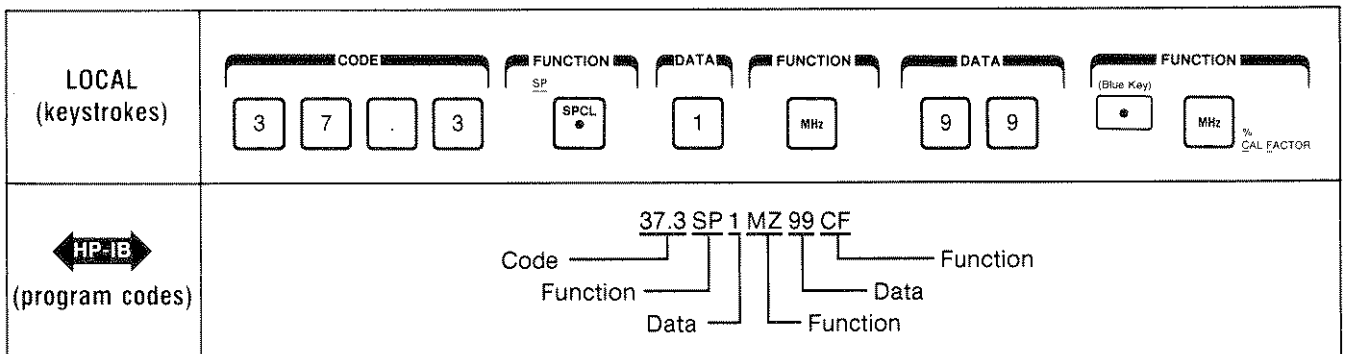 LOCAL
(keystrokes)
CODE FUNCTION DATA FUNCTION DATA FUNCTION
SP (Blue Key)
3 7 . 3 SPCL 1 MHz 9 9 MHz
%
CAL FACTOR
HP-IB
(program codes)
37.3 SP 1 MZ 99 CF
Code Function
Function Data
Data Function